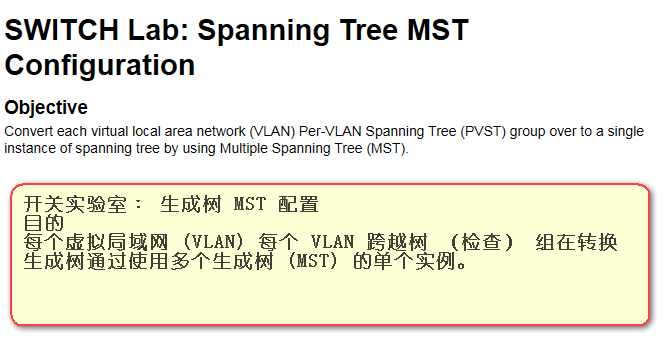 SWITCH Lab: Spanning Tree MST
Configuration
Objective
Convert each virtual local area network (VLAN) Per-VLAN Spanning Tree (PVST) group over to a single
instance of spanning tree by using Multiple Spanning Tree (MST).
开关实验室： 生成树 MST 配置
目的
每个虚拟局域网 (VLAN) 每个 VLAN 跨越树 （检查） 组在转换
生成树通过使用多个生成树 (MST) 的单个实例。